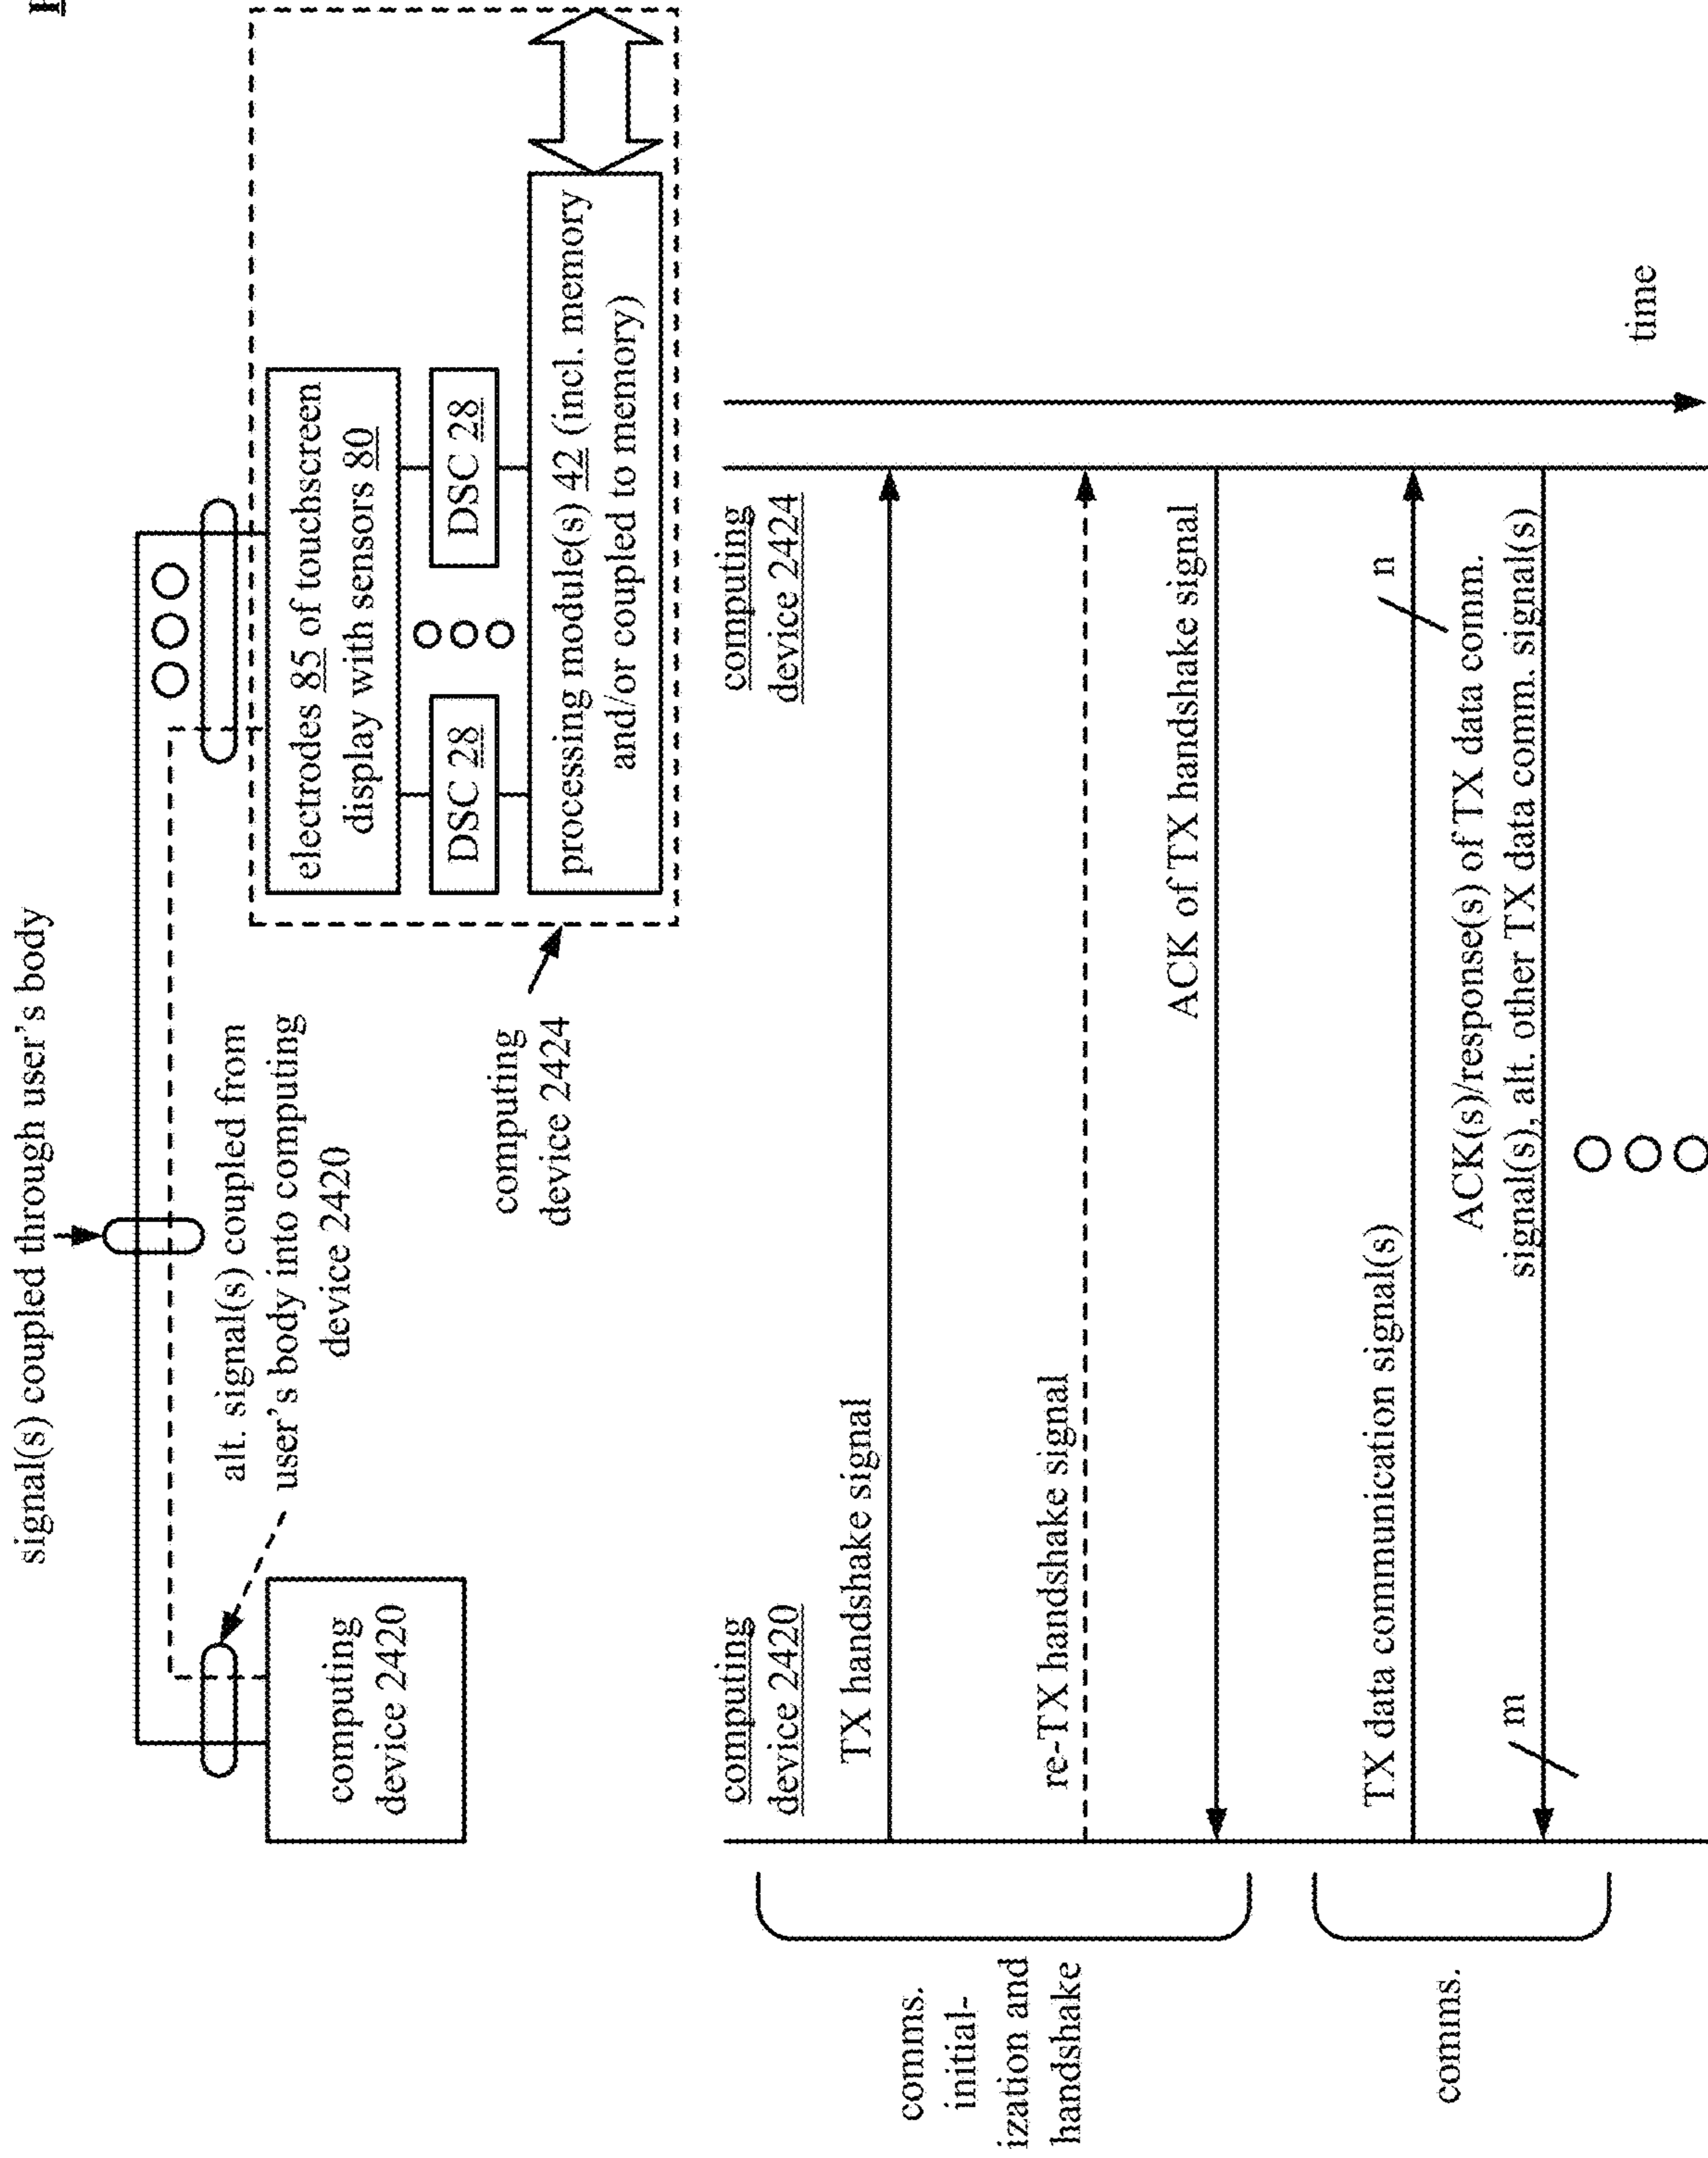 signal(s) coupled through user's body
alt. signal(s) coupled from
user's body into computing
device 2420
computing
device 2420
computing
device 2424
electrodes 85 of touchscreen
display with sensors 80
DSC 28
DSC 28
processing module(s) 42 (incl. memory
and/or coupled to memory)
computing
device 2420
computing
device 2424
comms.
initial-
ization and
handshake
TX handshake signal
re-TX handshake signal
ACK of TX handshake signal
comms.
TX data communication signal(s)
n
ACK(s)/response(s) of TX data comm.
signal(s), alt. other TX data comm. signal(s)
m
time